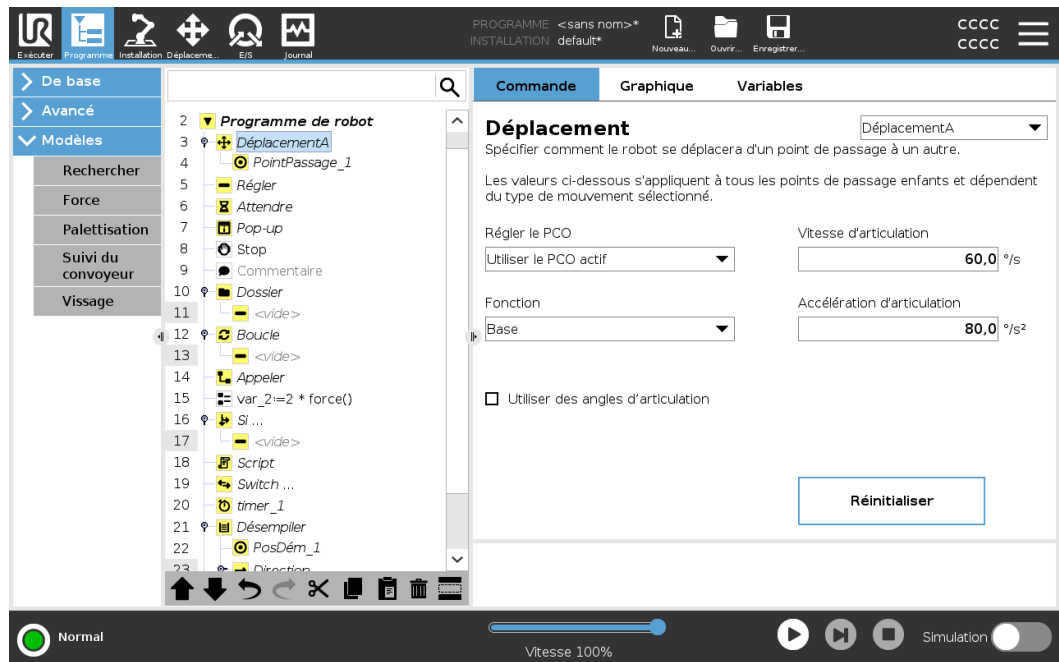 UR
Exécuter
Programme
Installation
Déplaceme...
E/S
Journal
PROGRAMME <sans nom>*
INSTALLATION default*
Nouveau...
Ouvrir...
Enregistrer...
CCCC
CCCC
De base
Avancé
Modèles
Rechercher
Force
Palettisation
Suivi du
convoyeur
Vissage
2 Programme de robot
3 DéplacementA
4 PointPassage_1
5 Régler
6 Attendre
7 Pop-up
8 Stop
9 Commentaire
10 Dossier
11 <vide>
12 Boucle
13 <vide>
14 Appeler
15 var_2:=2 * force()
16 Si ...
17 <vide>
18 Script
19 Switch ...
20 timer_1
21 Désempiler
22 PosDém_1
23 Direction
Commande
Graphique
Variables
Déplacement
DéplacementA
Spécifier comment le robot se déplacera d'un point de passage à un autre.
Les valeurs ci-dessous s'appliquent à tous les points de passage enfants et dépendent
du type de mouvement sélectionné.
Régler le PCO
Vitesse d'articulation
Utiliser le PCO actif
60,0 °/s
Fonction
Accélération d'articulation
Base
80,0 °/s²
Utiliser des angles d'articulation
Réinitialiser
Normal
Vitesse 100%
Simulation